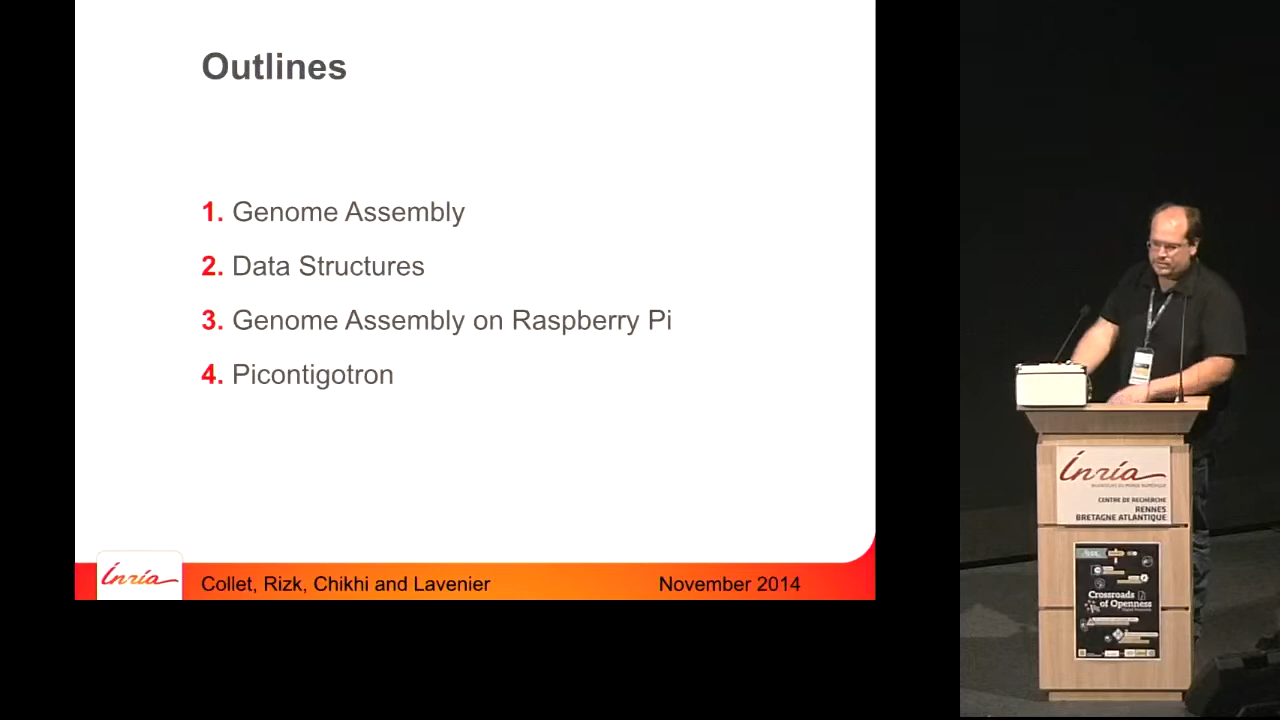 Outlines
1. Genome Assembly
2. Data Structures
3. Genome Assembly on Raspberry Pi
4. Picontigotron
Inria
Collet, Rizk, Chikhi and Lavenier
November 2014
Inria
CENTRE DE RECHERCHE
RENNES
BRETAGNE ATLANTIQUE
Crossroads
of Openness